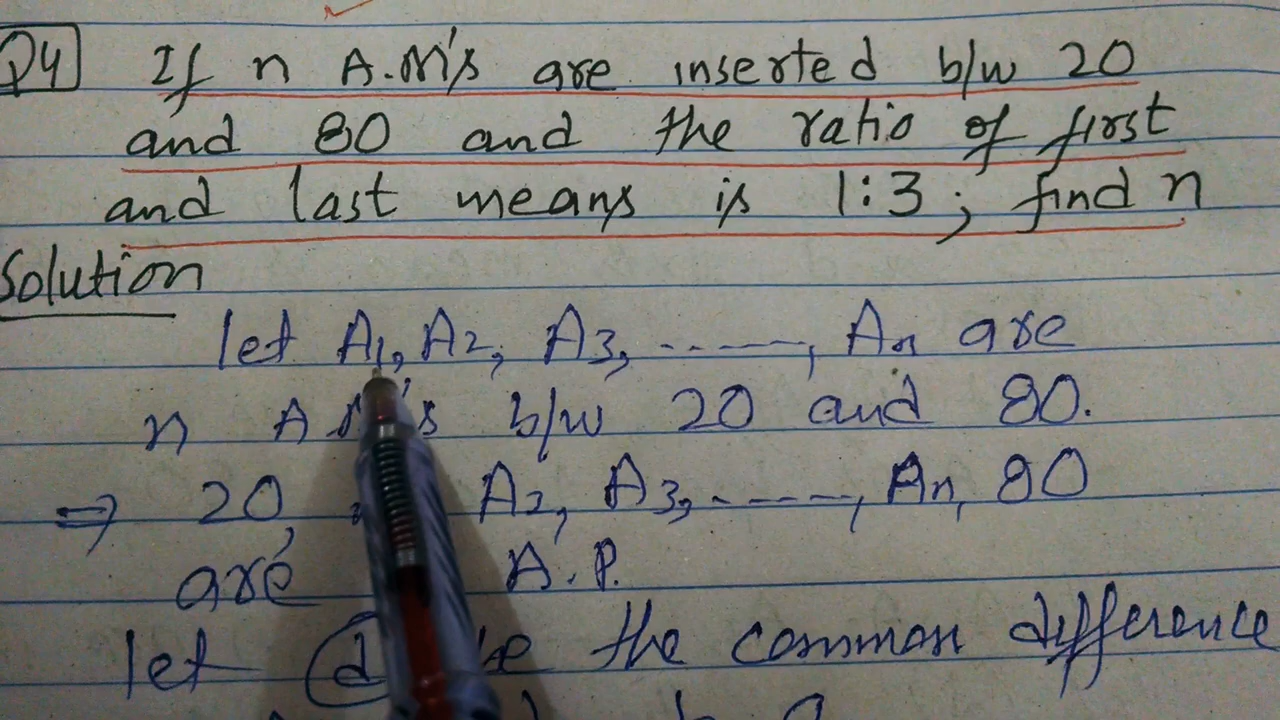 Q4 If n A.M's are inserted b/w 20
and 80 and the ratio of first
and last means is 1:3; find n
Solution
let A1, A2, A3, ------, An are
n A.M's b/w 20 and 80.
⇒ 20, A2, A3, ------, An, 80
are A.P.
let d the common difference